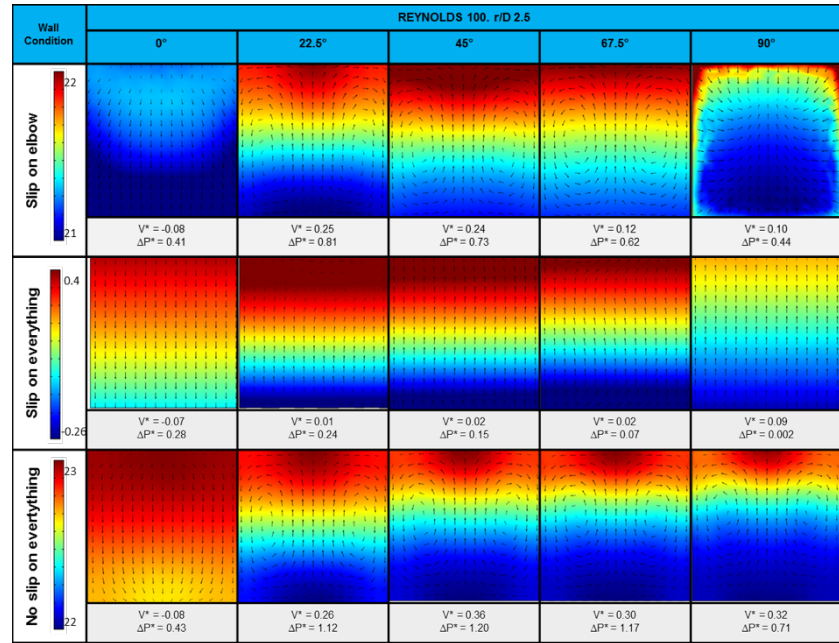 Wall
Condition
REYNOLDS 100. r/D 2.5
0°
22.5°
45°
67.5°
90°
Slip on elbow
22
21
V* = -0.08
ΔP* = 0.41
V* = 0.25
ΔP* = 0.81
V* = 0.24
ΔP* = 0.73
V* = 0.12
ΔP* = 0.62
V* = 0.10
ΔP* = 0.44
Slip on everything
0.4
-0.26
V* = -0.07
ΔP* = 0.28
V* = 0.01
ΔP* = 0.24
V* = 0.02
ΔP* = 0.15
V* = 0.02
ΔP* = 0.07
V* = 0.09
ΔP* = 0.002
No slip on everything
23
22
V* = -0.08
ΔP* = 0.43
V* = 0.26
ΔP* = 1.12
V* = 0.36
ΔP* = 1.20
V* = 0.30
ΔP* = 1.17
V* = 0.32
ΔP* = 0.71